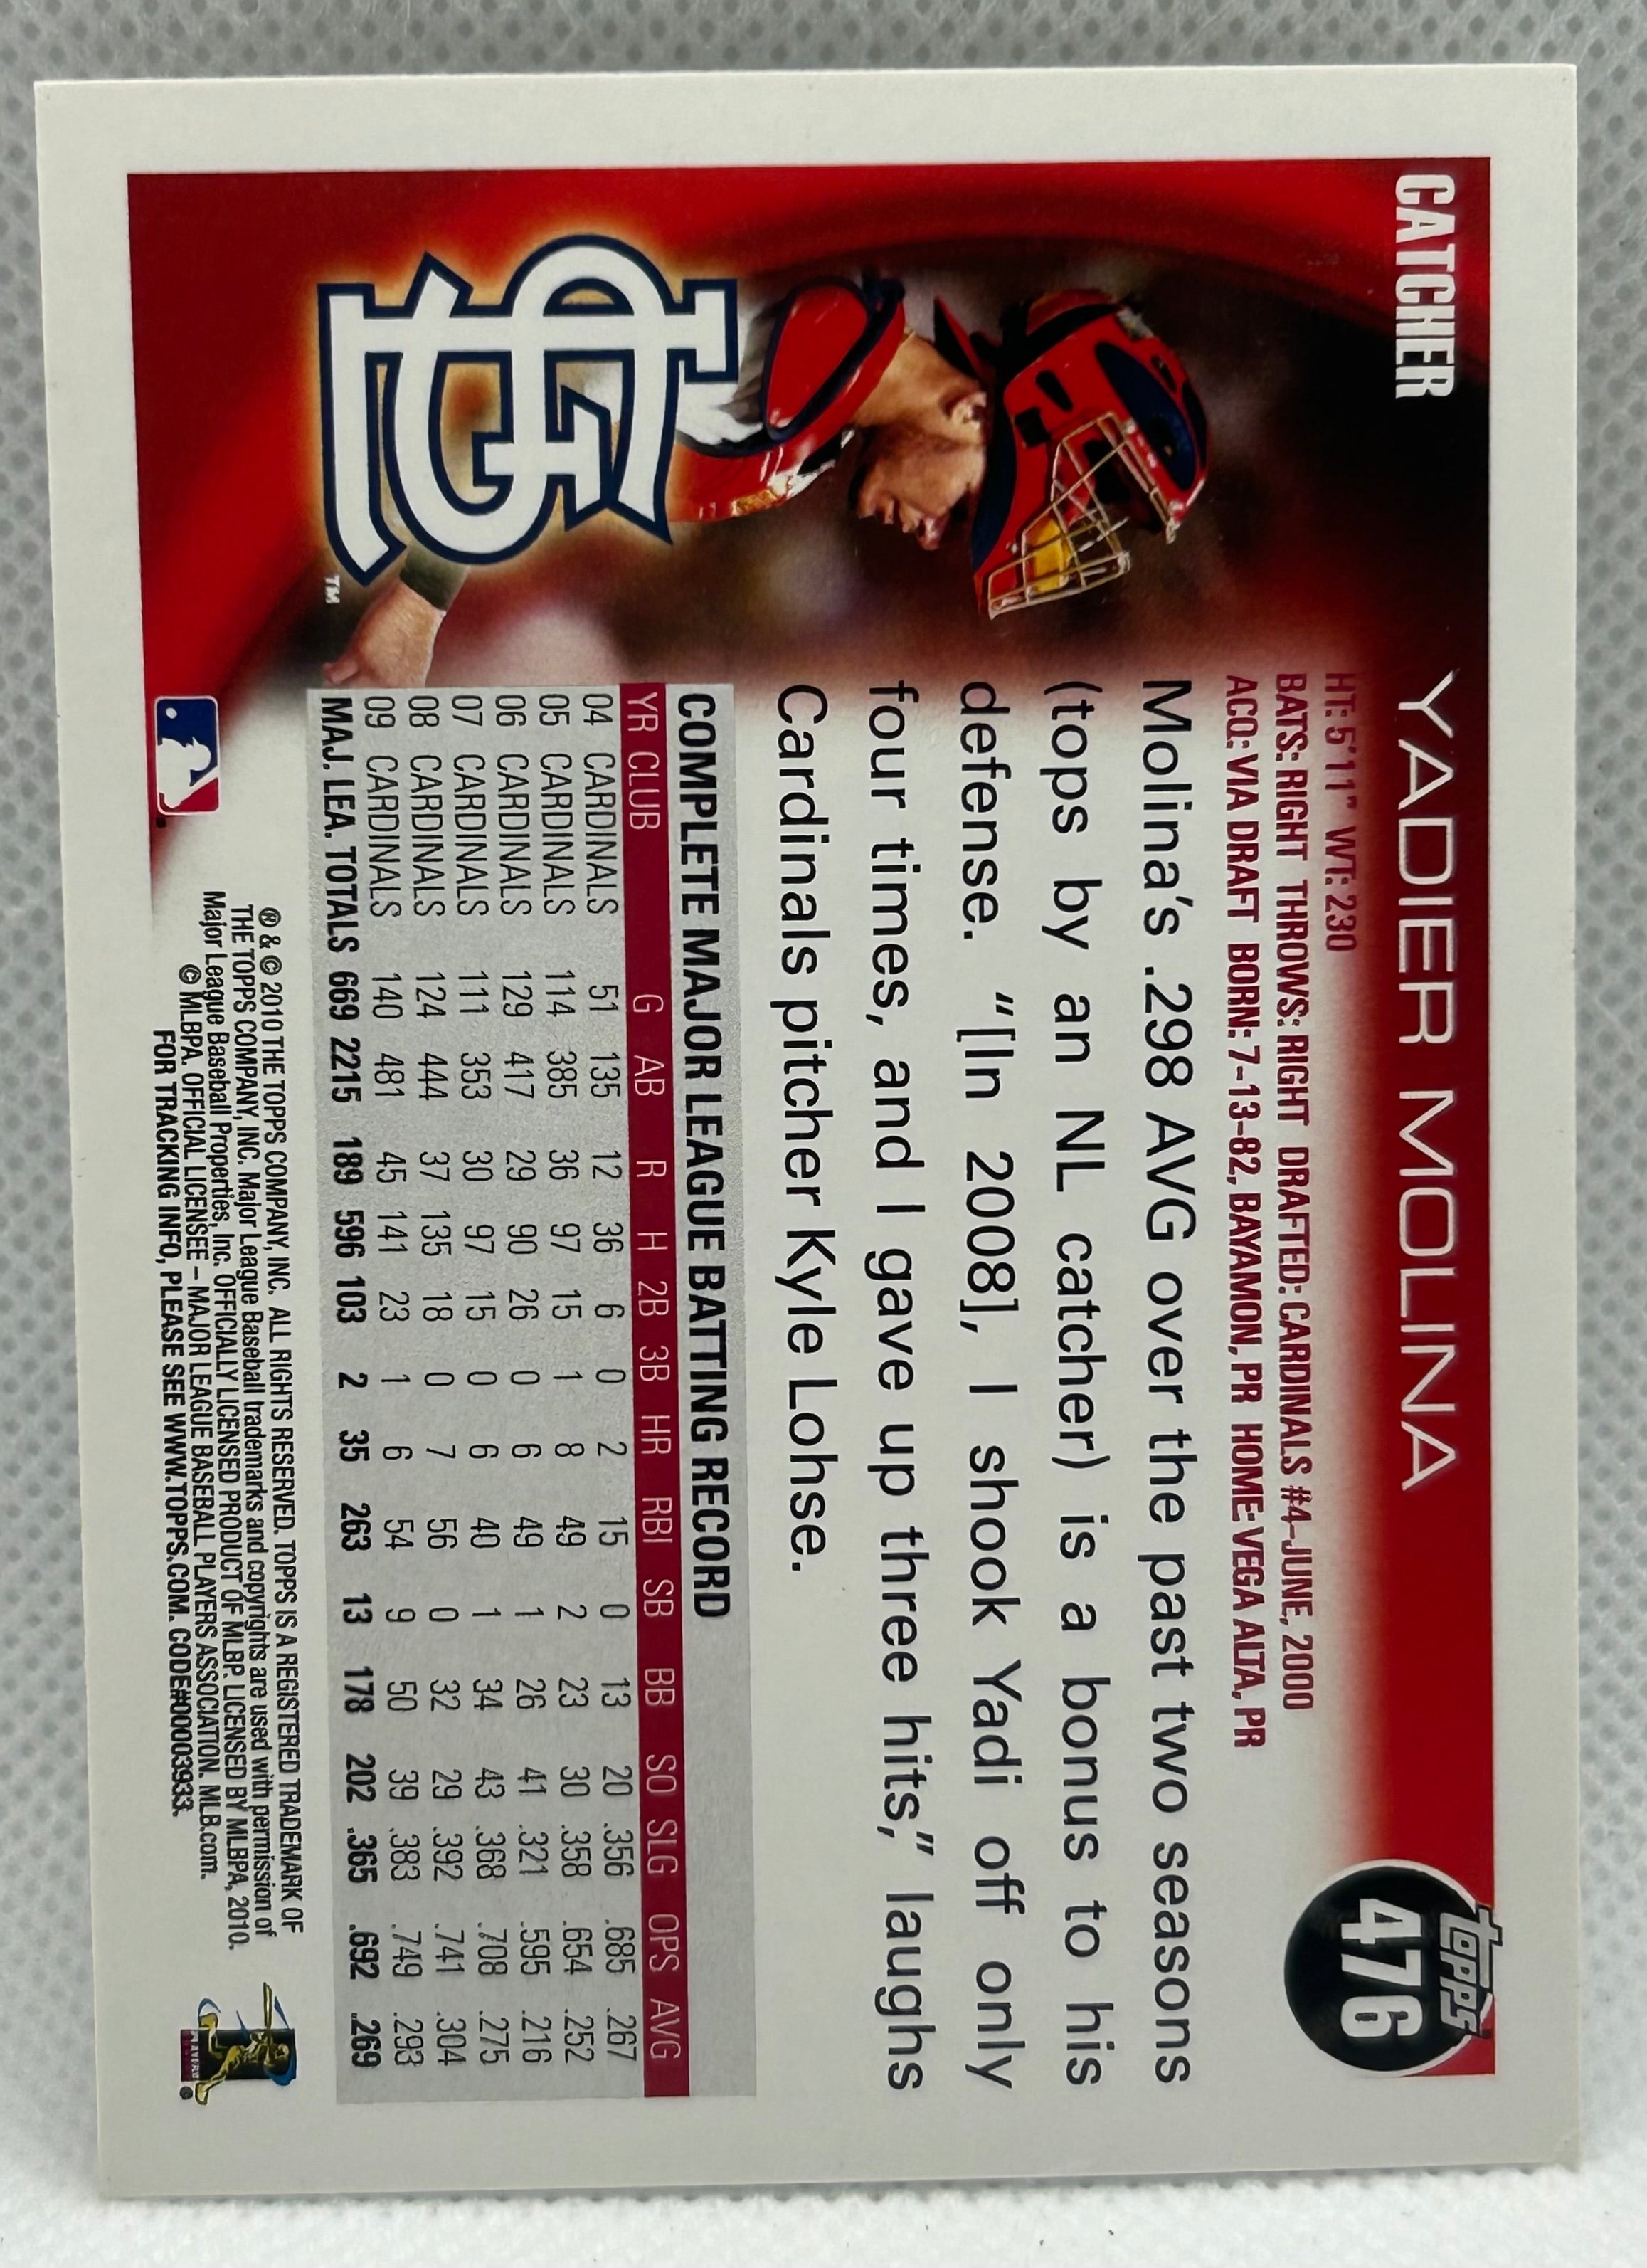 CATCHER
YADIER MOLINA
topps
476
HT: 5'11" WT: 230
BATS: RIGHT THROWS: RIGHT DRAFTED: CARDINALS #4-JUNE, 2000
ACQ: VIA DRAFT BORN: 7-13-82, BAYAMON, PR HOME: VEGA ALTA, PR
Molina's .298 AVG over the past two seasons
(tops by an NL catcher) is a bonus to his
defense. "[In 2008], I shook Yadi off only
four times, and I gave up three hits," laughs
Cardinals pitcher Kyle Lohse.
STL
TM
COMPLETE MAJOR LEAGUE BATTING RECORD
YR CLUB G AB R H 2B 3B HR RBI SB BB SO SLG OPS AVG
04 CARDINALS 51 135 12 36 6 0 2 15 0 13 20 .356 .685 .267
05 CARDINALS 114 385 36 97 15 1 8 49 2 23 30 .358 .654 .252
06 CARDINALS 129 417 29 90 26 0 6 49 1 26 41 .321 .595 .216
07 CARDINALS 111 353 30 97 15 0 6 40 1 34 43 .368 .708 .275
08 CARDINALS 124 444 37 135 18 0 7 56 0 32 29 .392 .741 .304
09 CARDINALS 140 481 45 141 23 1 6 54 9 50 39 .383 .749 .293
MAJ. LEA. TOTALS 669 2215 189 596 103 2 35 263 13 178 202 .365 .692 .269
® & © 2010 THE TOPPS COMPANY, INC. ALL RIGHTS RESERVED. TOPPS IS A REGISTERED TRADEMARK OF
THE TOPPS COMPANY, INC. Major League Baseball trademarks and copyrights are used with permission of
Major League Baseball Properties, Inc. OFFICIALLY LICENSED PRODUCT OF MLBP. LICENSED BY MLBPA, 2010.
© MLBPA. OFFICIAL LICENSEE – MAJOR LEAGUE BASEBALL PLAYERS ASSOCIATION. MLB.com.
FOR TRACKING INFO, PLEASE SEE WWW.TOPPS.COM. CODE#00003933.